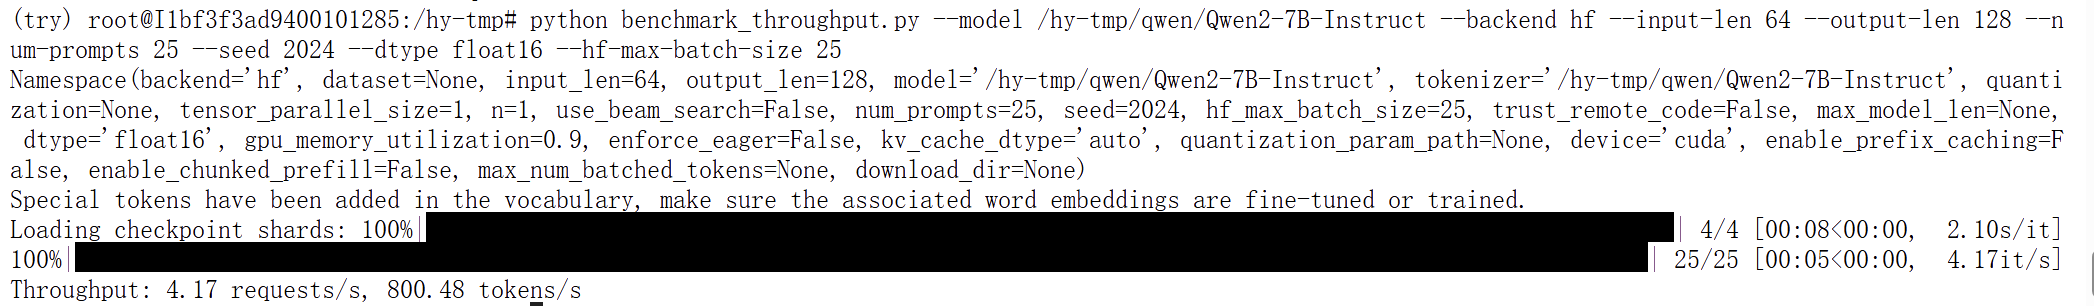 (try) root@I1bf3f3ad9400101285:/hy-tmp# python benchmark_throughput.py --model /hy-tmp/qwen/Qwen2-7B-Instruct --backend hf --input-len 64 --output-len 128 --n
um-prompts 25 --seed 2024 --dtype float16 --hf-max-batch-size 25
Namespace(backend='hf', dataset=None, input_len=64, output_len=128, model='/hy-tmp/qwen/Qwen2-7B-Instruct', tokenizer='/hy-tmp/qwen/Qwen2-7B-Instruct', quanti
zation=None, tensor_parallel_size=1, n=1, use_beam_search=False, num_prompts=25, seed=2024, hf_max_batch_size=25, trust_remote_code=False, max_model_len=None,
 dtype='float16', gpu_memory_utilization=0.9, enforce_eager=False, kv_cache_dtype='auto', quantization_param_path=None, device='cuda', enable_prefix_caching=F
alse, enable_chunked_prefill=False, max_num_batched_tokens=None, download_dir=None)
Special tokens have been added in the vocabulary, make sure the associated word embeddings are fine-tuned or trained.
Loading checkpoint shards: 100%| | 4/4 [00:08<00:00,  2.10s/it]
100%| | 25/25 [00:05<00:00,  4.17it/s]
Throughput: 4.17 requests/s, 800.48 tokens/s